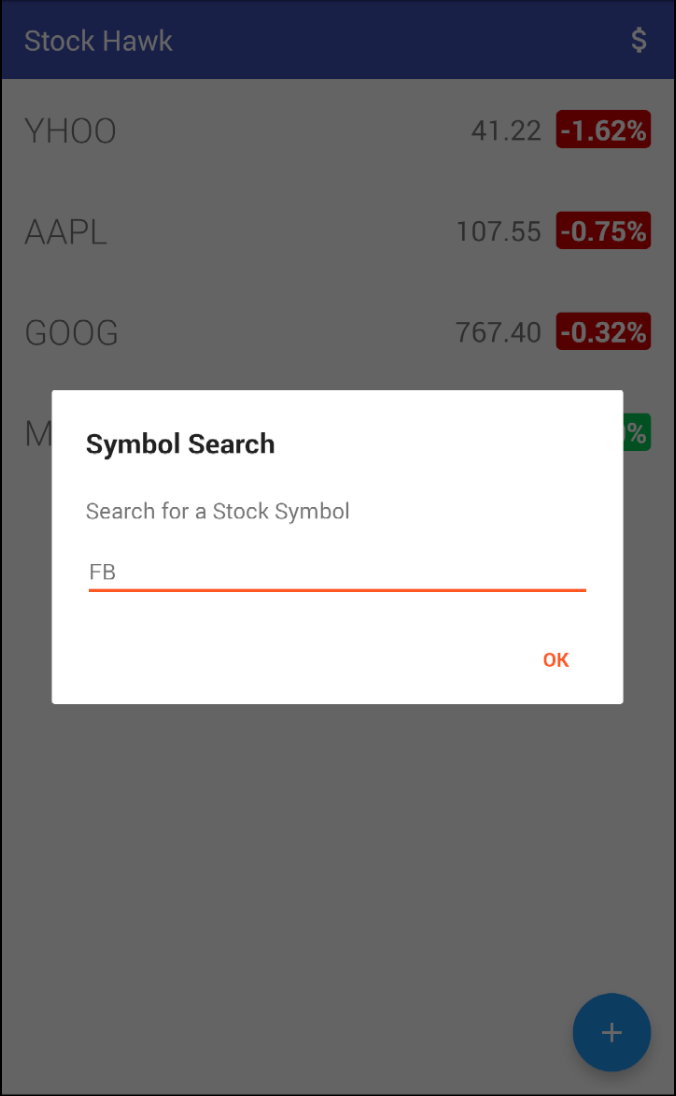 Stock Hawk $
YHOO 41.22 -1.62%
AAPL 107.55 -0.75%
GOOG 767.40 -0.32%
Symbol Search
Search for a Stock Symbol
FB
OK
+